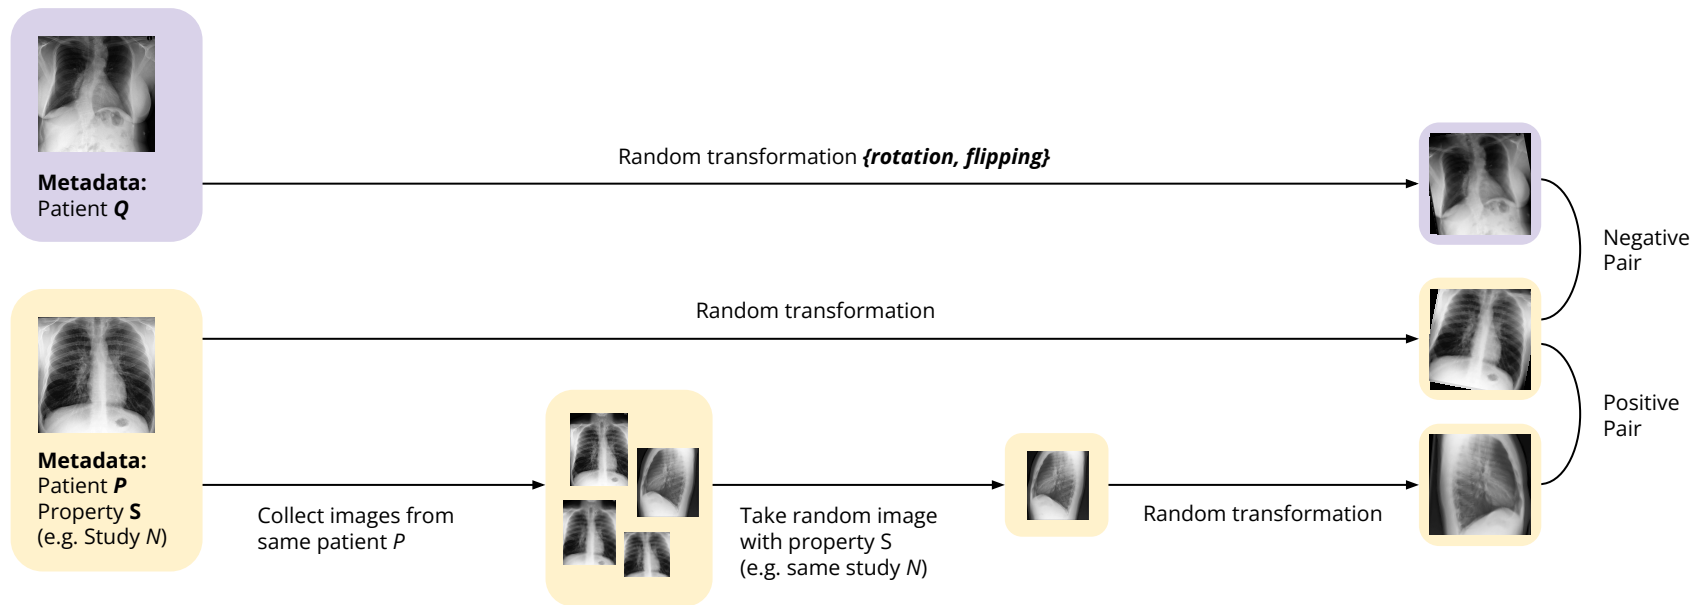 Metadata:
Patient Q
Random transformation {rotation, flipping}
Negative
Pair
Random transformation
Metadata:
Patient P
Property S
(e.g. Study N)
Collect images from
same patient P
Take random image
with property S
(e.g. same study N)
Random transformation
Positive
Pair